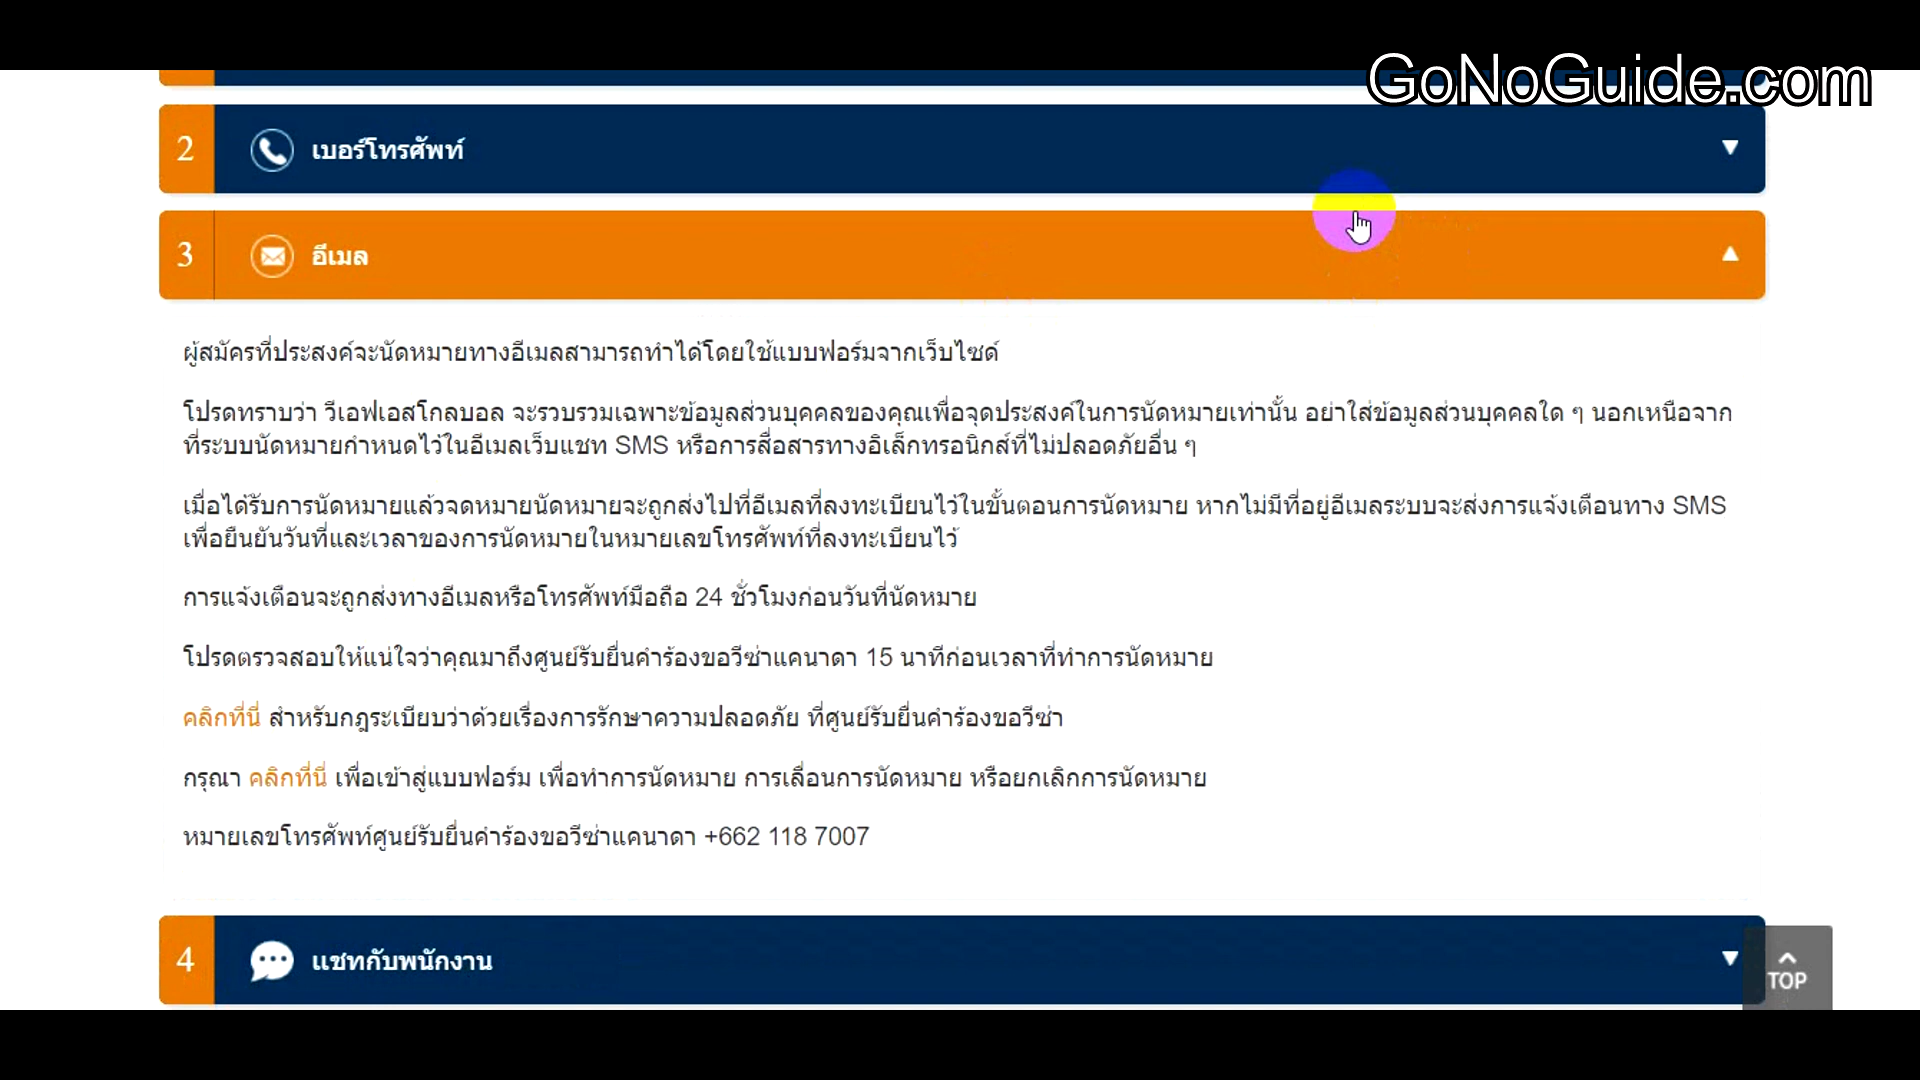 GoNoGuide.com
2 เบอร์โทรศัพท์
3 อีเมล
ผู้สมัครที่ประสงค์จะนัดหมายทางอีเมลสามารถทำได้โดยใช้แบบฟอร์มจากเว็บไซด์
โปรดทราบว่า วีเอฟเอสโกลบอล จะรวบรวมเฉพาะข้อมูลส่วนบุคคลของคุณเพื่อจุดประสงค์ในการนัดหมายเท่านั้น อย่าใส่ข้อมูลส่วนบุคคลใด ๆ นอกเหนือจาก
ที่ระบบนัดหมายกำหนดไว้ในอีเมลเว็บแชท SMS หรือการสื่อสารทางอิเล็กทรอนิกส์ที่ไม่ปลอดภัยอื่น ๆ
เมื่อได้รับการนัดหมายแล้วจดหมายนัดหมายจะถูกส่งไปที่อีเมลที่ลงทะเบียนไว้ในขั้นตอนการนัดหมาย หากไม่มีที่อยู่อีเมลระบบจะส่งการแจ้งเตือนทาง SMS
เพื่อยืนยันวันที่และเวลาของการนัดหมายในหมายเลขโทรศัพท์ที่ลงทะเบียนไว้
การแจ้งเตือนจะถูกส่งทางอีเมลหรือโทรศัพท์มือถือ 24 ชั่วโมงก่อนวันที่นัดหมาย
โปรดตรวจสอบให้แน่ใจว่าคุณมาถึงศูนย์รับยื่นคำร้องขอวีซ่าแคนาดา 15 นาทีก่อนเวลาที่ทำการนัดหมาย
คลิกที่นี่ สำหรับกฎระเบียบว่าด้วยเรื่องการรักษาความปลอดภัย ที่ศูนย์รับยื่นคำร้องขอวีซ่า
กรุณา คลิกที่นี่ เพื่อเข้าสู่แบบฟอร์ม เพื่อทำการนัดหมาย การเลื่อนการนัดหมาย หรือยกเลิกการนัดหมาย
หมายเลขโทรศัพท์ศูนย์รับยื่นคำร้องขอวีซ่าแคนาดา +662 118 7007
4 แชทกับพนักงาน
TOP